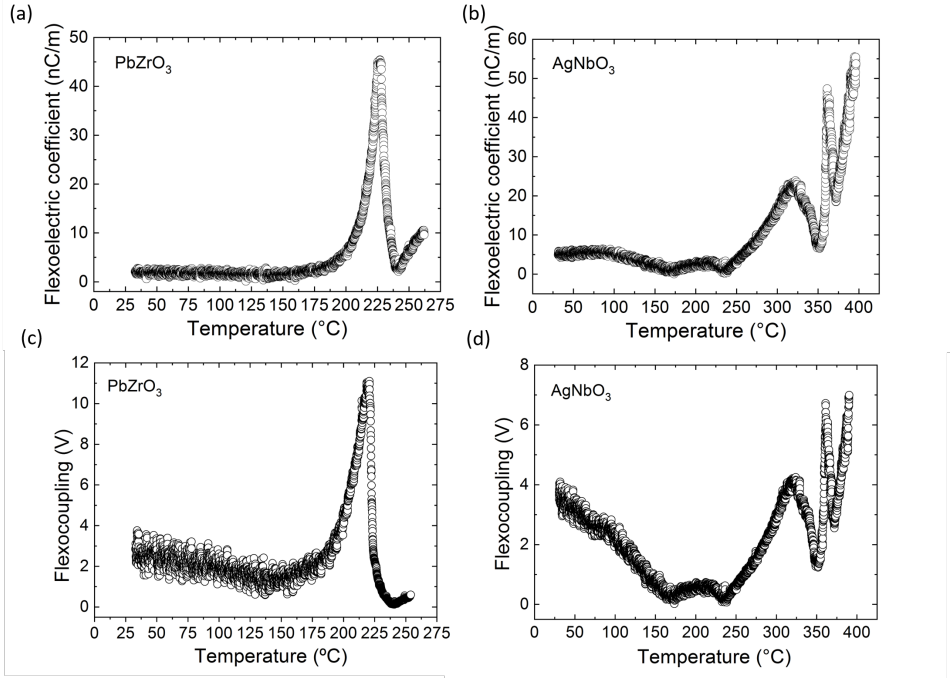 (a)
PbZrO3
Flexoelectric coefficient (nC/m)
50
40
30
20
10
0
0 25 50 75 100 125 150 175 200 225 250 275
Temperature (°C)
(b)
AgNbO3
Flexoelectric coefficient (nC/m)
60
50
40
30
20
10
0
0 50 100 150 200 250 300 350 400
Temperature (°C)
(c)
PbZrO3
Flexocoupling (V)
12
10
8
6
4
2
0
0 25 50 75 100 125 150 175 200 225 250 275
Temperature (ºC)
(d)
AgNbO3
Flexocoupling (V)
8
6
4
2
0
0 50 100 150 200 250 300 350 400
Temperature (°C)